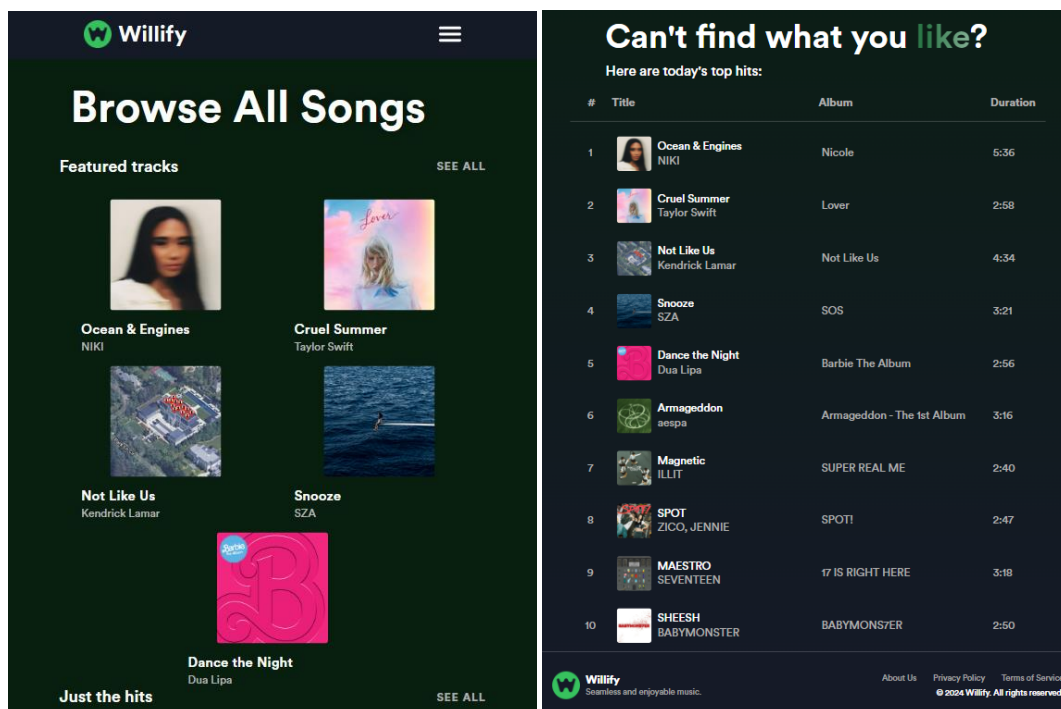 Willify
Browse All Songs
Featured tracks SEE ALL
Lover
Ocean & Engines
NIKI
Cruel Summer
Taylor Swift
Not Like Us
Kendrick Lamar
Snooze
SZA
Barbie
B
Dance the Night
Dua Lipa
Just the hits SEE ALL
Can't find what you like?
Here are today's top hits:
# Title Album Duration
1 Ocean & Engines Nicole 5:36
NIKI
2 Cruel Summer Lover 2:58
Taylor Swift
3 Not Like Us Not Like Us 4:34
Kendrick Lamar
4 Snooze SOS 3:21
SZA
5 Dance the Night Barbie The Album 2:56
Dua Lipa
6 Armageddon Armageddon - The 1st Album 3:16
aespa
7 Magnetic SUPER REAL ME 2:40
ILLIT
8 SPOT SPOT! 2:47
ZICO, JENNIE
9 MAESTRO 17 IS RIGHT HERE 3:18
SEVENTEEN
10 SHEESH BABYMONS7ER 2:50
BABYMONSTER
Willify
Seamless and enjoyable music.
About Us Privacy Policy Terms of Service
© 2024 Willify. All rights reserved